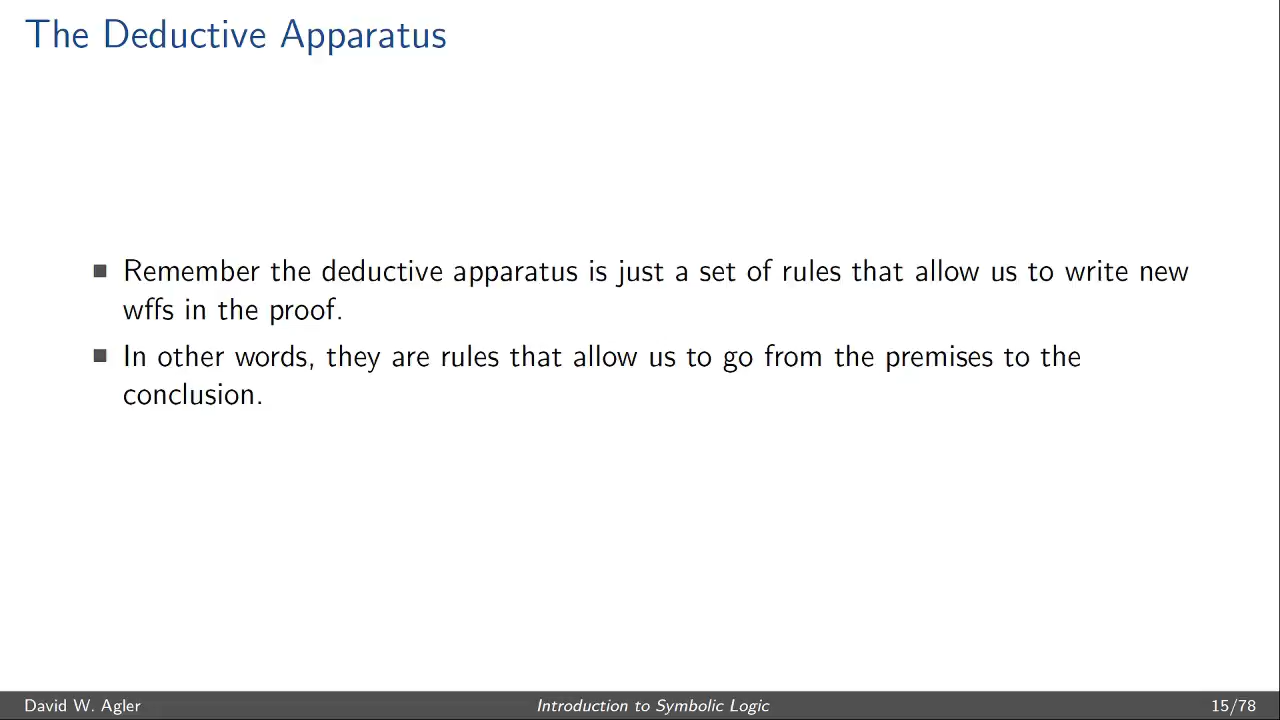 The Deductive Apparatus
Remember the deductive apparatus is just a set of rules that allow us to write new
wffs in the proof.
In other words, they are rules that allow us to go from the premises to the
conclusion.
David W. Agler
Introduction to Symbolic Logic
15/78